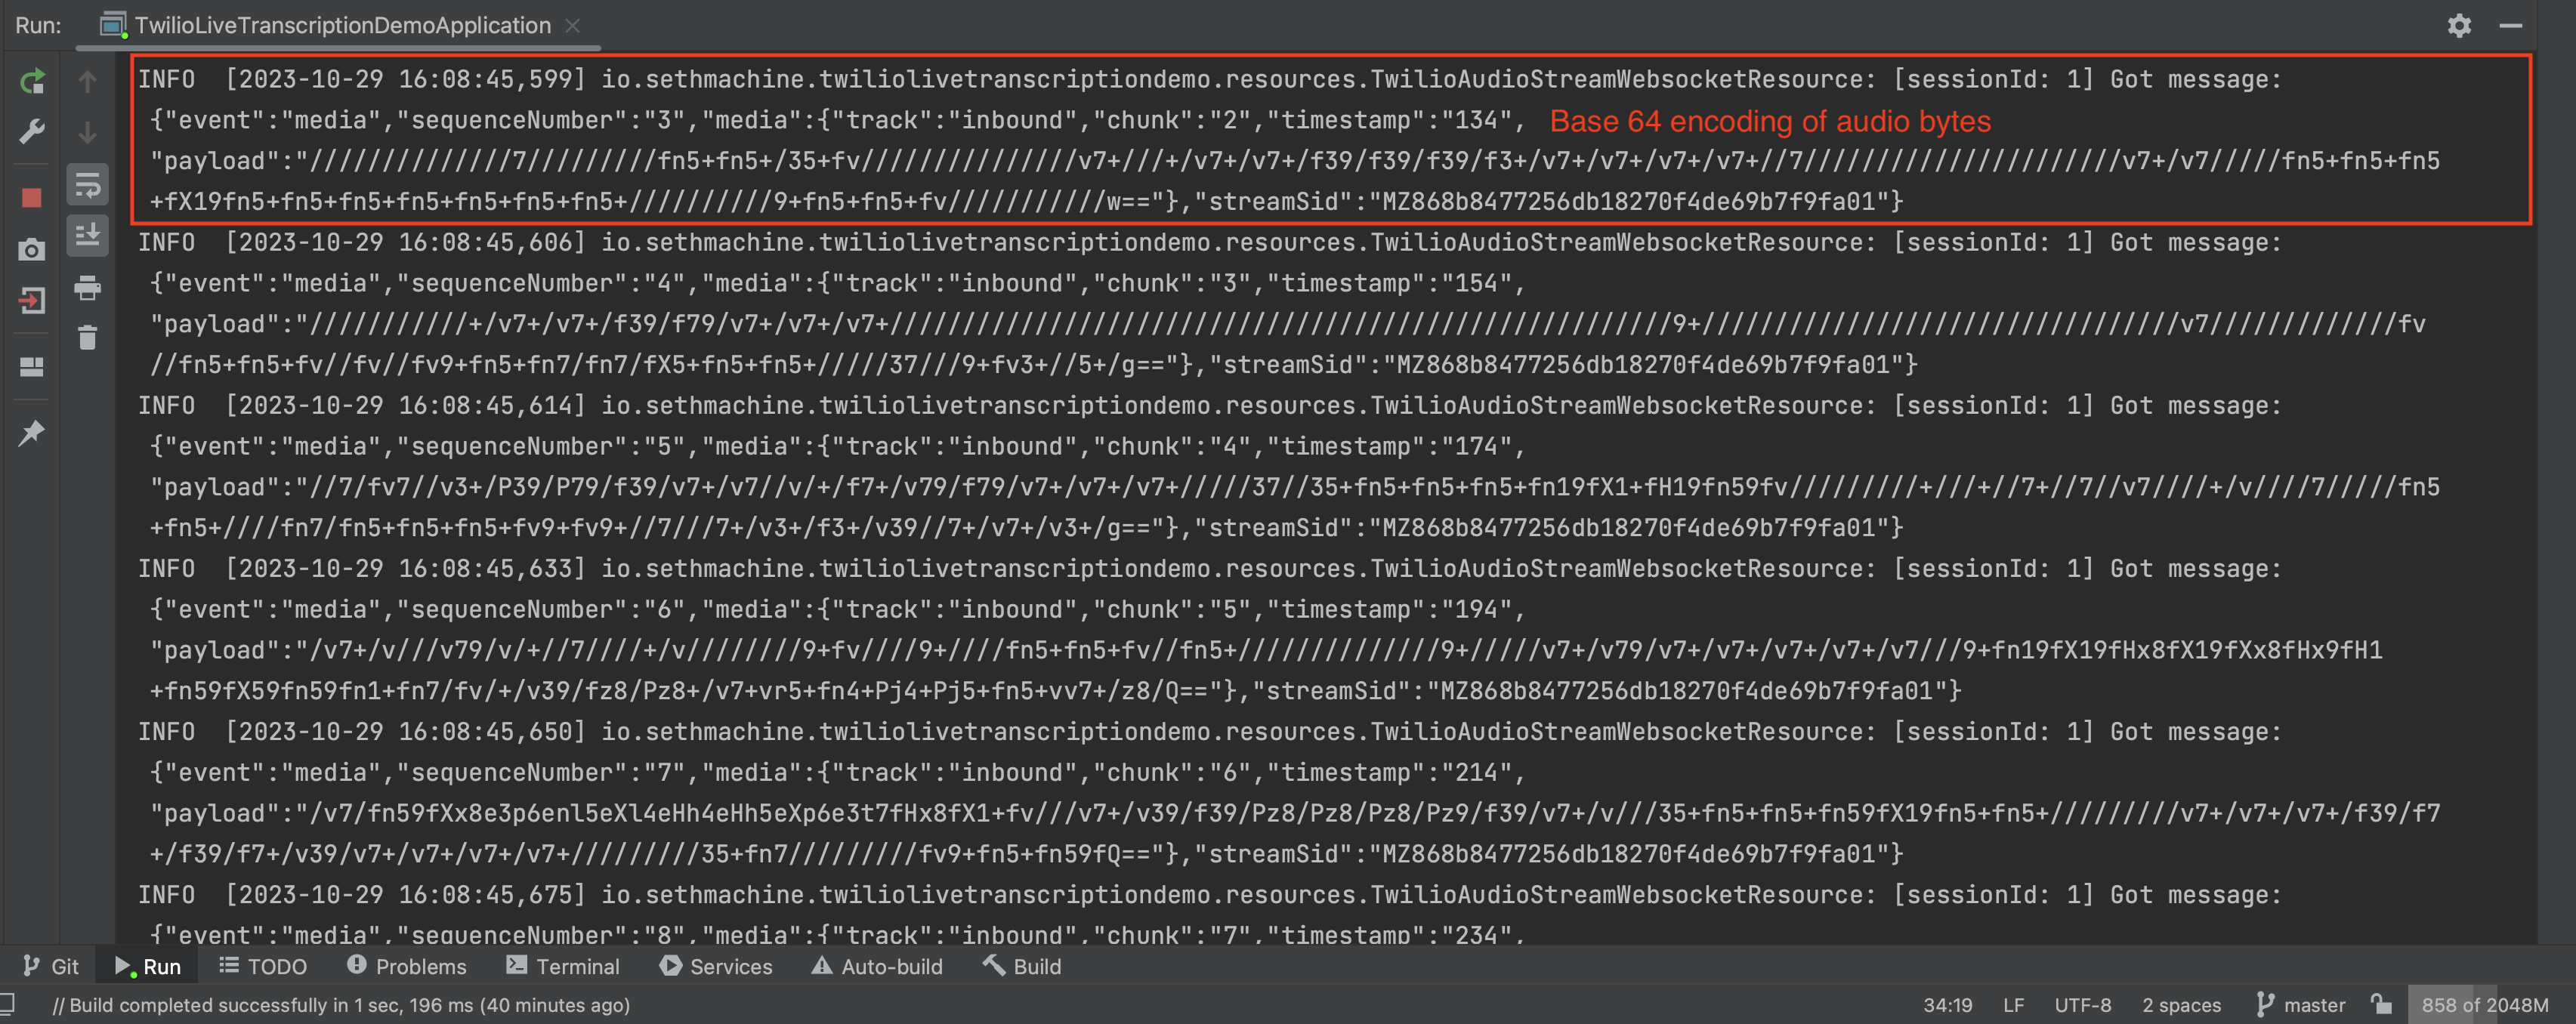 Run: TwilioLiveTranscriptionDemoApplication
INFO  [2023-10-29 16:08:45,599] io.sethmachine.twiliolivetranscriptiondemo.resources.TwilioAudioStreamWebsocketResource: [sessionId: 1] Got message:
{"event":"media","sequenceNumber":"3","media":{"track":"inbound","chunk":"2","timestamp":"134", Base 64 encoding of audio bytes
"payload":"//////////////7/////////fn5+fn5+/35+fv///////////////v7+///+/v7+/v7+/f39/f39/f39/f3+/v7+/v7+/v7+/v7+//7//////////////////////v7+/v7/////fn5+fn5+fn5
+fX19fn5+fn5+fn5+fn5+fn5+fn5+//////////9+fn5+fn5+fv///////////w=="},"streamSid":"MZ868b8477256db18270f4de69b7f9fa01"}
INFO  [2023-10-29 16:08:45,606] io.sethmachine.twiliolivetranscriptiondemo.resources.TwilioAudioStreamWebsocketResource: [sessionId: 1] Got message:
{"event":"media","sequenceNumber":"4","media":{"track":"inbound","chunk":"3","timestamp":"154",
"payload":"///////////+/v7+/v7+/f39/f79/v7+/v7+/v7+//////////////////////////////////////////////////////9+/////////////////////////////////v7/////////////fv
//fn5+fn5+fv//fv//fv9+fn5+fn7/fn7/fX5+fn5+fn5+/////37///9+fv3+//5+/g=="},"streamSid":"MZ868b8477256db18270f4de69b7f9fa01"}
INFO  [2023-10-29 16:08:45,614] io.sethmachine.twiliolivetranscriptiondemo.resources.TwilioAudioStreamWebsocketResource: [sessionId: 1] Got message:
{"event":"media","sequenceNumber":"5","media":{"track":"inbound","chunk":"4","timestamp":"174",
"payload":"//7/fv7//v3+/P39/P79/f39/v7+/v7//v/+/f7+/v79/f79/v7+/v7+/v7+/////37//35+fn5+fn5+fn5+fn19fX1+fH19fn59fv/////////+///+//7+//7//v7////+/v////7/////fn5
+fn5+////fn7/fn5+fn5+fn5+fv9+fv9+//7///7+/v3+/f3+/v39//7+/v7+/v3+/g=="},"streamSid":"MZ868b8477256db18270f4de69b7f9fa01"}
INFO  [2023-10-29 16:08:45,633] io.sethmachine.twiliolivetranscriptiondemo.resources.TwilioAudioStreamWebsocketResource: [sessionId: 1] Got message:
{"event":"media","sequenceNumber":"6","media":{"track":"inbound","chunk":"5","timestamp":"194",
"payload":"/v7+/v///v79/v/+//7////+/v////////9+fv////9+////fn5+fn5+fv//fn5+//////////////9+/////v7+/v79/v7+/v7+/v7+/v7+/v7///9+fn19fX19fHx8fX19fXx8fHx9fH1
+fn59fX59fn59fn1+fn7/fv/+/v39/fz8/Pz8+/v7+vr5+fn4+Pj4+Pj5+fn5+vv7+/z8/Q=="},"streamSid":"MZ868b8477256db18270f4de69b7f9fa01"}
INFO  [2023-10-29 16:08:45,650] io.sethmachine.twiliolivetranscriptiondemo.resources.TwilioAudioStreamWebsocketResource: [sessionId: 1] Got message:
{"event":"media","sequenceNumber":"7","media":{"track":"inbound","chunk":"6","timestamp":"214",
"payload":"/v7/fn59fXx8e3p6enl5eXl4eHh4eHh5eXp6e3t7fHx8fX1+fv///v7+/v39/f39/Pz8/Pz8/Pz8/Pz9/f39/v7+/v///35+fn5+fn59fX19fn5+fn5+/////////v7+/v7+/v7+/f39/f7
+/f39/f7+/v39/v7+/v7+/v7+/v7+/////////35+fn7/////////fv9+fn5+fn59fQ=="},"streamSid":"MZ868b8477256db18270f4de69b7f9fa01"}
INFO  [2023-10-29 16:08:45,675] io.sethmachine.twiliolivetranscriptiondemo.resources.TwilioAudioStreamWebsocketResource: [sessionId: 1] Got message:
{"event":"media","sequenceNumber":"8","media":{"track":"inbound","chunk":"7","timestamp":"234",
Git Run TODO Problems Terminal Services Auto-build Build
// Build completed successfully in 1 sec, 196 ms (40 minutes ago) 34:19 LF UTF-8 2 spaces master 858 of 2048M